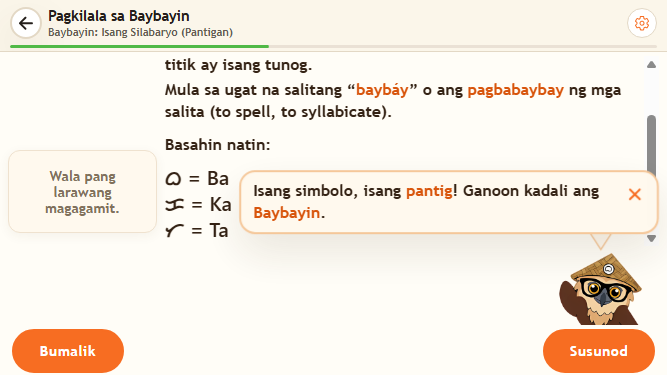 Pagkilala sa Baybayin
Baybayin: Isang Silabaryo (Pantigan)
titik ay isang tunog.
Mula sa ugat na salitang “baybáy” o ang pagbabaybay ng mga
salita (to spell, to syllabicate).
Basahin natin:
ᜊ = Ba
ᜃ = Ka
ᜆ = Ta
Wala pang
larawang
magagamit.
Isang simbolo, isang pantig! Ganoon kadali ang
Baybayin.
Bumalik
Susunod